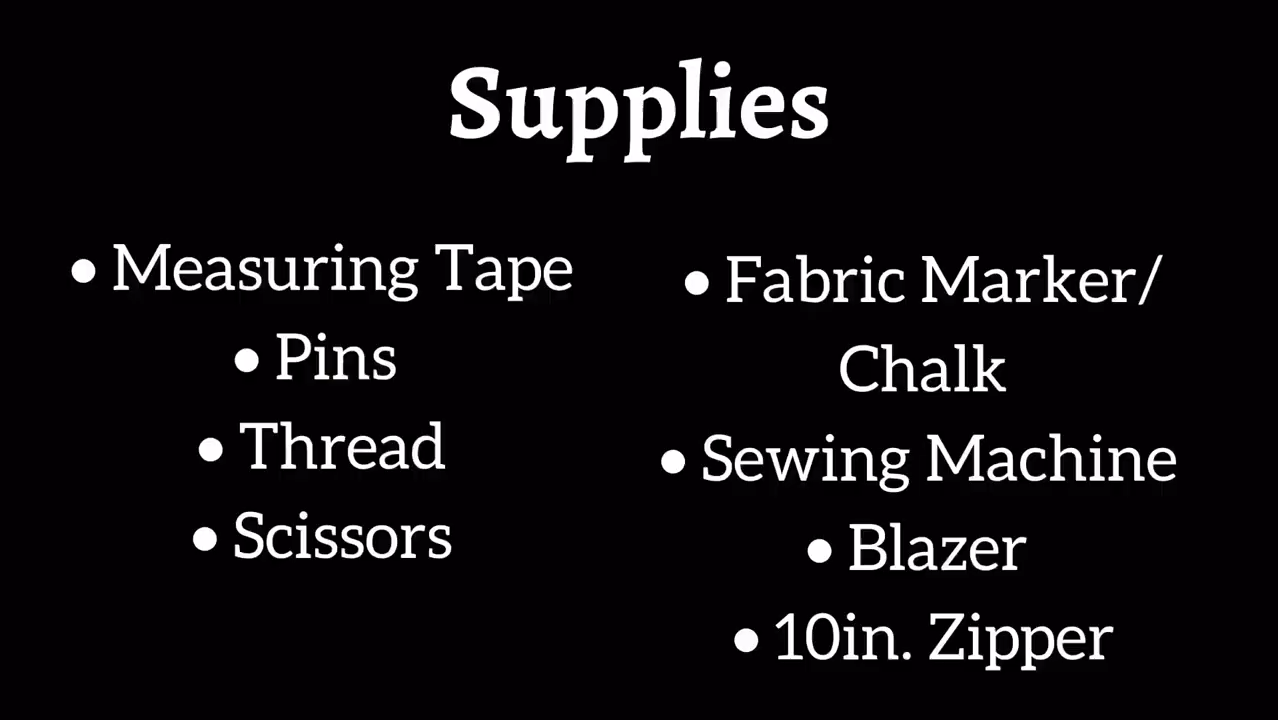 Supplies
• Measuring Tape
• Pins
• Thread
• Scissors
• Fabric Marker/
Chalk
• Sewing Machine
• Blazer
• 10in. Zipper